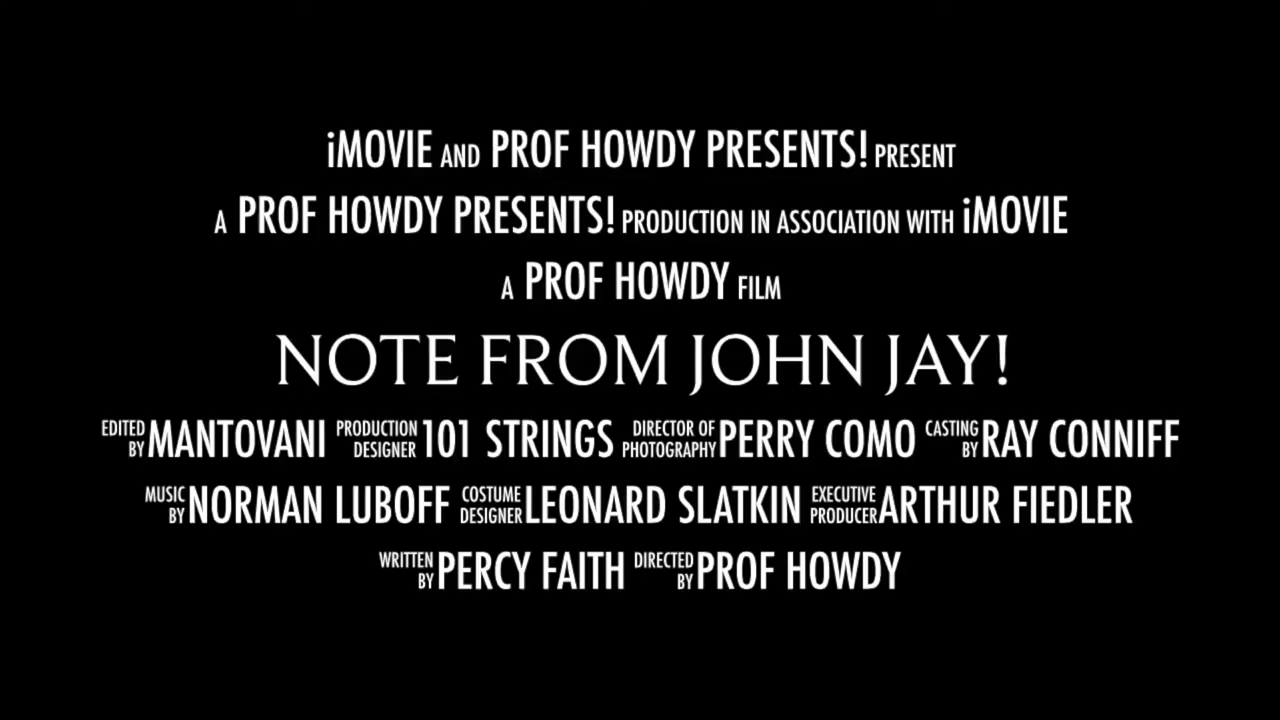 iMOVIE AND PROF HOWDY PRESENTS! PRESENT
A PROF HOWDY PRESENTS! PRODUCTION IN ASSOCIATION WITH iMOVIE
A PROF HOWDY FILM
NOTE FROM JOHN JAY!
EDITED BY MANTOVANI PRODUCTION DESIGNER 101 STRINGS DIRECTOR OF PHOTOGRAPHY PERRY COMO CASTING BY RAY CONNIFF
MUSIC BY NORMAN LUBOFF COSTUME DESIGNER LEONARD SLATKIN EXECUTIVE PRODUCER ARTHUR FIEDLER
WRITTEN BY PERCY FAITH DIRECTED BY PROF HOWDY